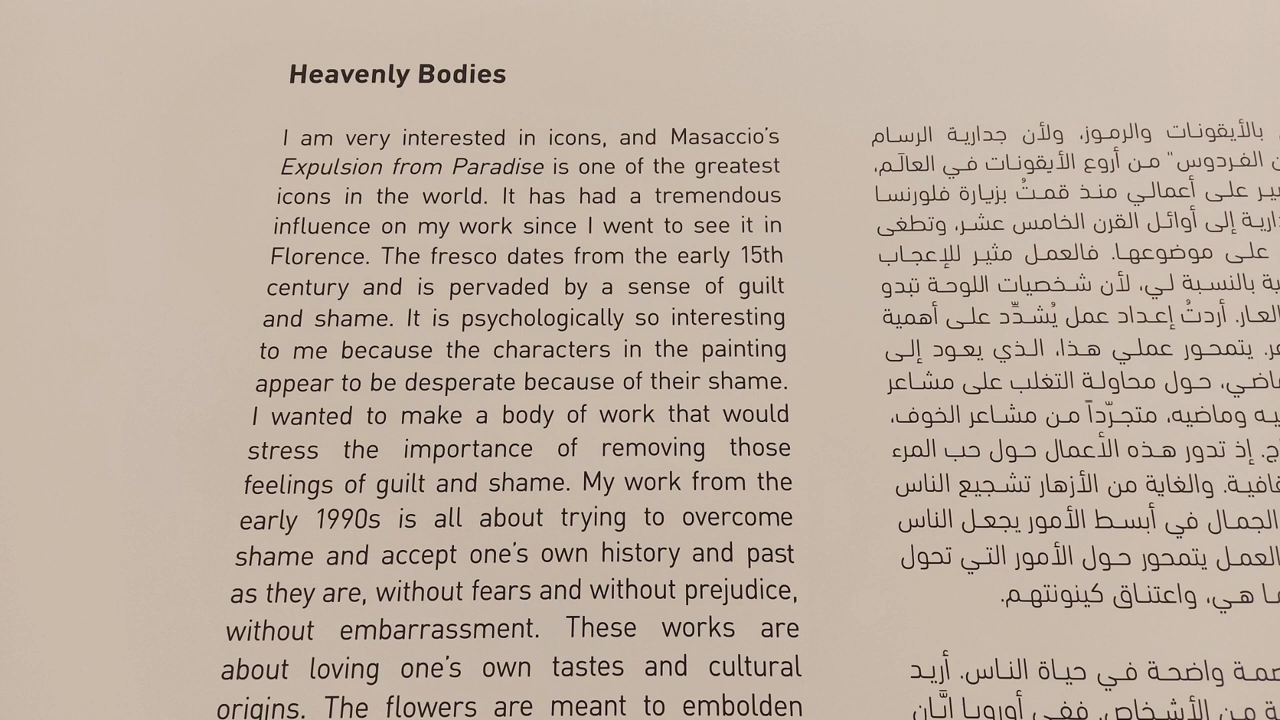 Heavenly Bodies
I am very interested in icons, and Masaccio's
Expulsion from Paradise is one of the greatest
icons in the world. It has had a tremendous
influence on my work since I went to see it in
Florence. The fresco dates from the early 15th
century and is pervaded by a sense of guilt
and shame. It is psychologically so interesting
to me because the characters in the painting
appear to be desperate because of their shame.
I wanted to make a body of work that would
stress the importance of removing those
feelings of guilt and shame. My work from the
early 1990s is all about trying to overcome
shame and accept one's own history and past
as they are, without fears and without prejudice,
without embarrassment. These works are
about loving one's own tastes and cultural
origins. The flowers are meant to embolden
بالأيقونات والرموز، ولأن جدارية الرسام
الفردوس" من أروع الأيقونات في العالَم،
على أعمالي منذ قمتُ بزيارة فلورنسا
إلى أوائل القرن الخامس عشر، وتطغى
على موضوعها. فالعمل مثير للإعجاب
بالنسبة لي، لأن شخصيات اللوحة تبدو
العار. أردتُ إعداد عمل يُشدِّد على أهمية
يتمحور عملي هذا، الذي يعود إلى
حول محاولة التغلب على مشاعر
وماضيه، متجرّداً من مشاعر الخوف،
إذ تدور هذه الأعمال حول حب المرء
والغاية من الأزهار تشجيع الناس
الجمال في أبسط الأمور يجعل الناس
العمل يتمحور حول الأمور التي تحول
هي، واعتناق كينونتهم.
واضحة في حياة الناس. أريد
من الأشخاص. ففي أوروبا